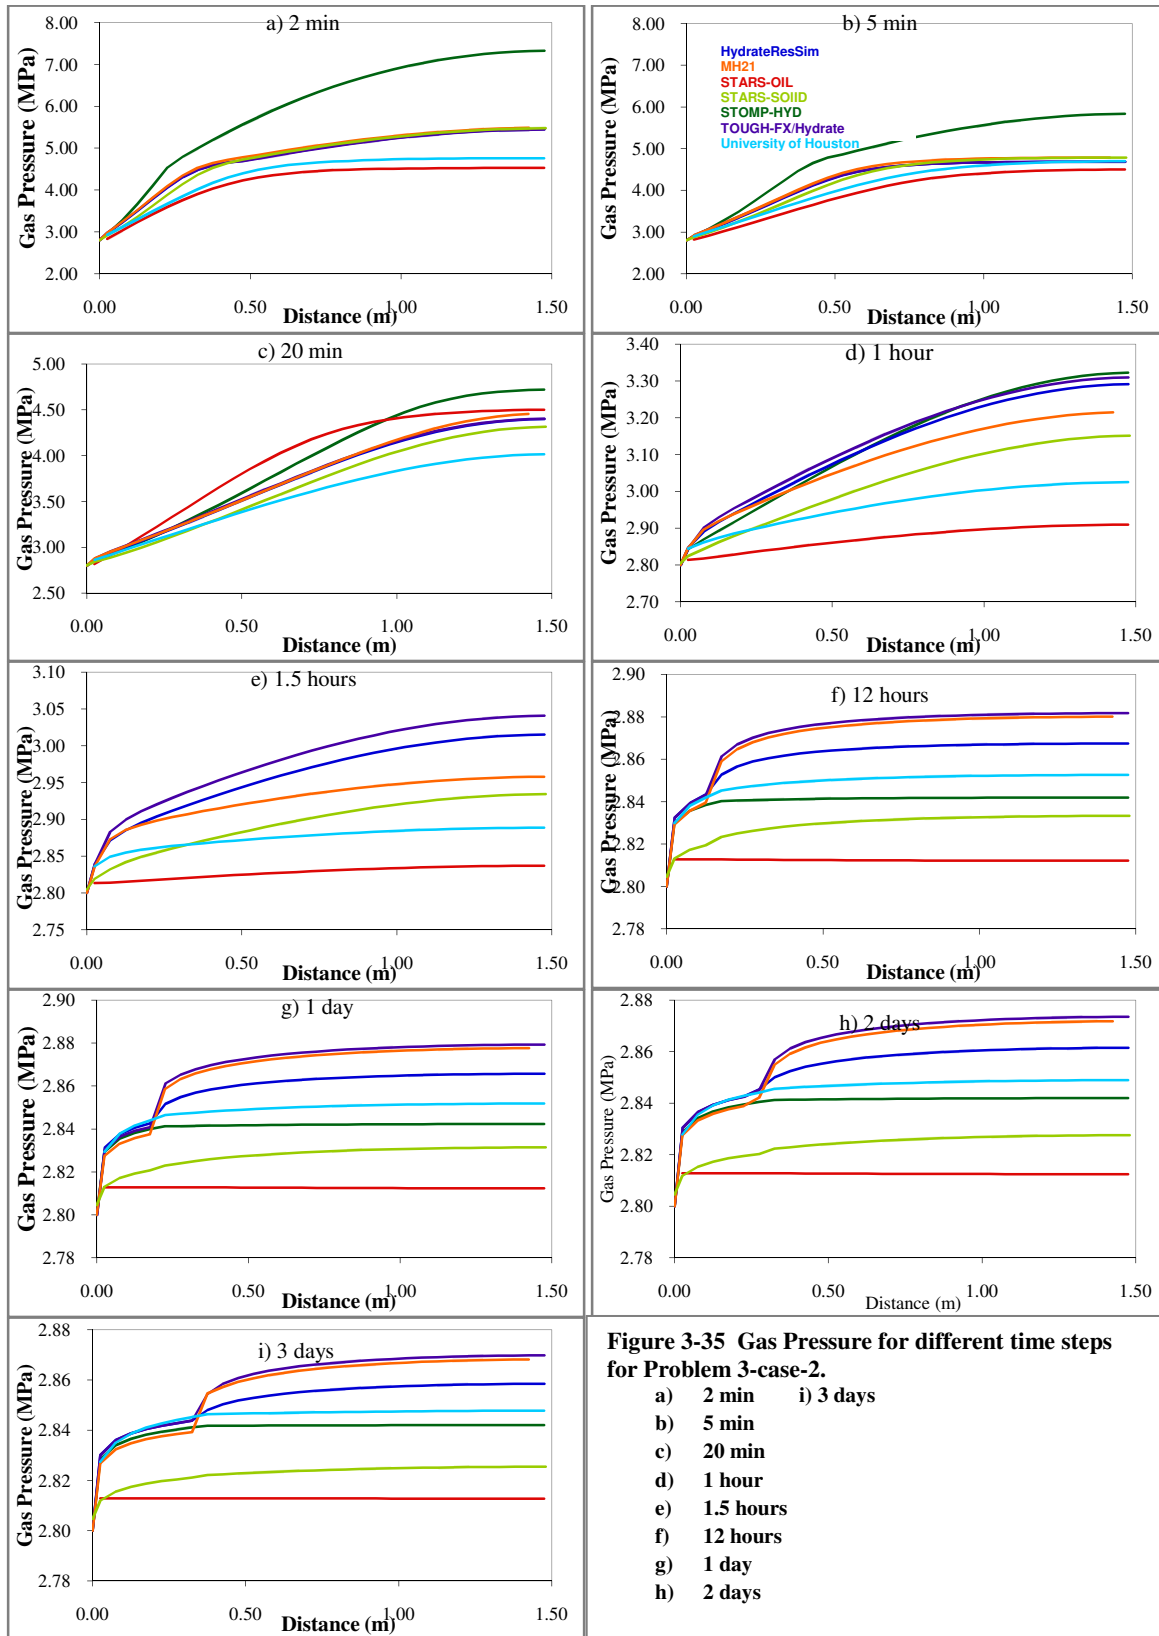 a) 2 min
Gas Pressure (MPa)
8.00
7.00
6.00
5.00
4.00
3.00
2.00
0.00
0.50
1.00
1.50
Distance (m)
b) 5 min
Gas Pressure (MPa)
8.00
7.00
6.00
5.00
4.00
3.00
2.00
HydrateResSim
MH21
STARS-OIL
STARS-SOIID
STOMP-HYD
TOUGH-FX/Hydrate
University of Houston
0.00
0.50
1.00
1.50
Distance (m)
c) 20 min
Gas Pressure (MPa)
5.00
4.50
4.00
3.50
3.00
2.50
0.00
0.50
1.00
1.50
Distance (m)
d) 1 hour
Gas Pressure (MPa)
3.40
3.30
3.20
3.10
3.00
2.90
2.80
2.70
0.00
0.50
1.00
1.50
Distance (m)
e) 1.5 hours
Gas Pressure (MPa)
3.10
3.05
3.00
2.95
2.90
2.85
2.80
2.75
0.00
0.50
1.00
1.50
Distance (m)
f) 12 hours
Gas Pressure (MPa)
2.90
2.88
2.86
2.84
2.82
2.80
2.78
0.00
0.50
1.00
1.50
Distance (m)
g) 1 day
Gas Pressure (MPa)
2.90
2.88
2.86
2.84
2.82
2.80
2.78
0.00
0.50
1.00
1.50
Distance (m)
h) 2 days
Gas Pressure (MPa)
2.88
2.86
2.84
2.82
2.80
2.78
0.00
0.50
1.00
1.50
Distance (m)
i) 3 days
Gas Pressure (MPa)
2.88
2.86
2.84
2.82
2.80
2.78
0.00
0.50
1.00
1.50
Distance (m)
Figure 3-35 Gas Pressure for different time steps
for Problem 3-case-2.
a) 2 min i) 3 days
b) 5 min
c) 20 min
d) 1 hour
e) 1.5 hours
f) 12 hours
g) 1 day
h) 2 days